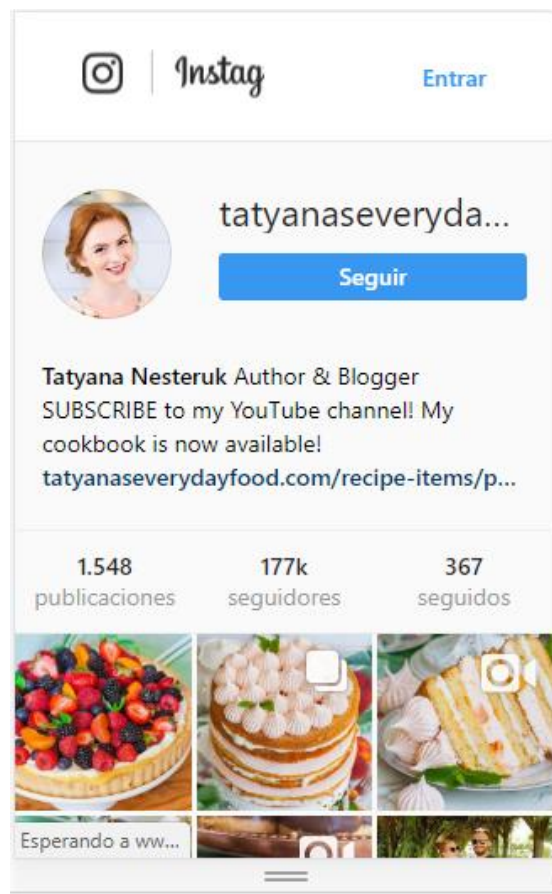 Instag
Entrar
tatyanaseveryda...
Seguir
Tatyana Nesteruk Author & Blogger
SUBSCRIBE to my YouTube channel! My
cookbook is now available!
tatyanaseverydayfood.com/recipe-items/p...
1.548 177k 367
publicaciones seguidores seguidos
Esperando a ww...